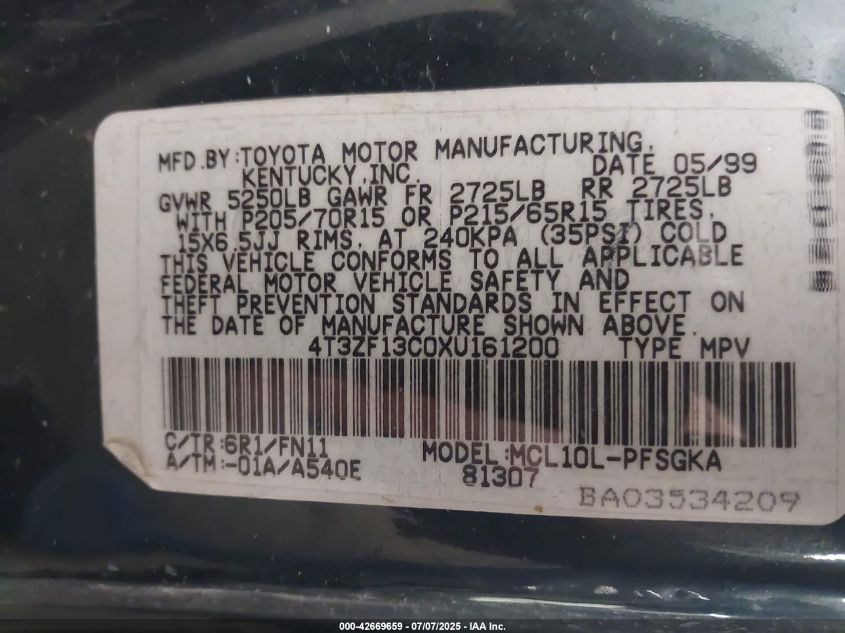 MFD.BY:TOYOTA MOTOR MANUFACTURING,
KENTUCKY,INC. DATE 05/99
GVWR 5250LB GAWR FR 2725LB RR 2725LB
WITH P205/70R15 OR P215/65R15 TIRES,
15X6.5JJ RIMS, AT 240KPA (35PSI) COLD
THIS VEHICLE CONFORMS TO ALL APPLICABLE
FEDERAL MOTOR VEHICLE SAFETY AND
THEFT PREVENTION STANDARDS IN EFFECT ON
THE DATE OF MANUFACTURE SHOWN ABOVE.
4T3ZF13C0XU161200 TYPE MPV
C/TR:6R1/FN11 MODEL:MCL10L-PFSGKA
A/TM:-01A/A540E 81307
BA03534209
000-42669659 - 07/07/2025 - IAA Inc.